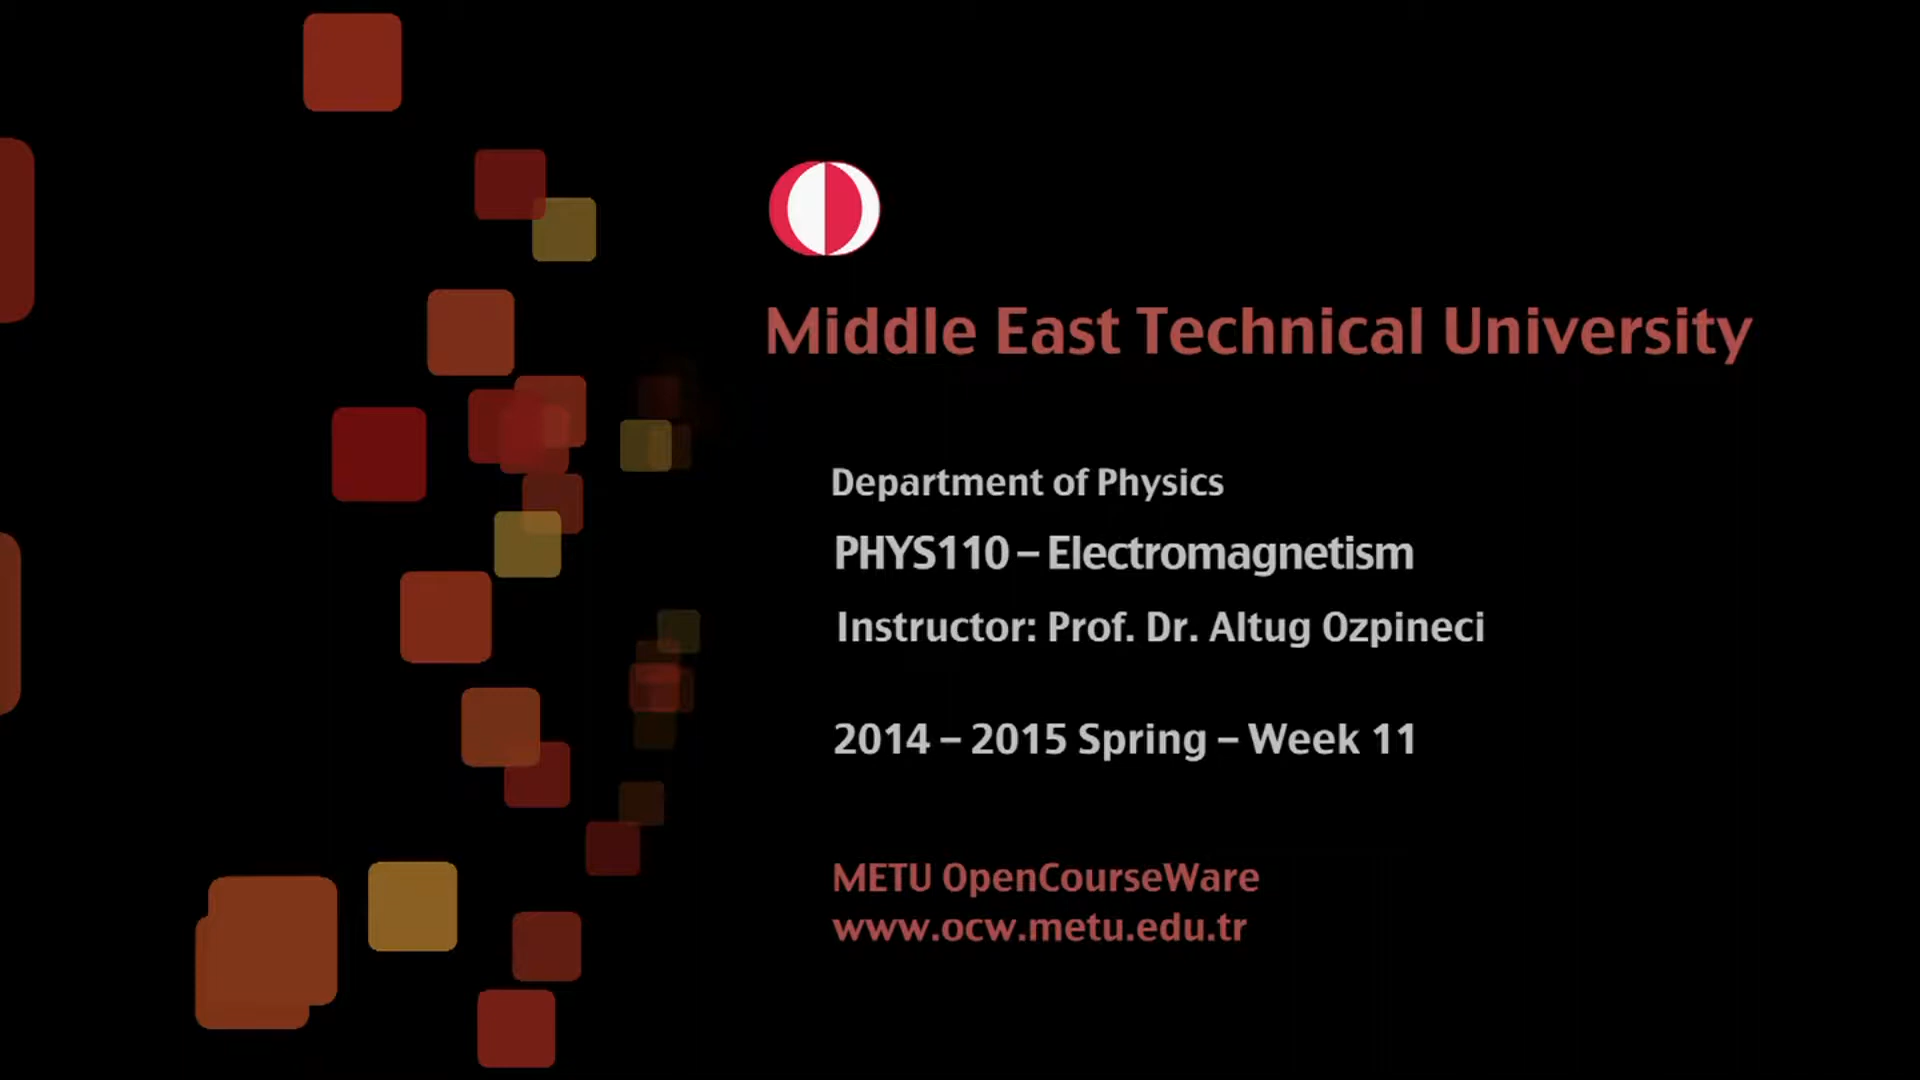 Middle East Technical University
Department of Physics
PHYS110 – Electromagnetism
Instructor: Prof. Dr. Altug Ozpineci
2014 – 2015 Spring – Week 11
METU OpenCourseWare
www.ocw.metu.edu.tr